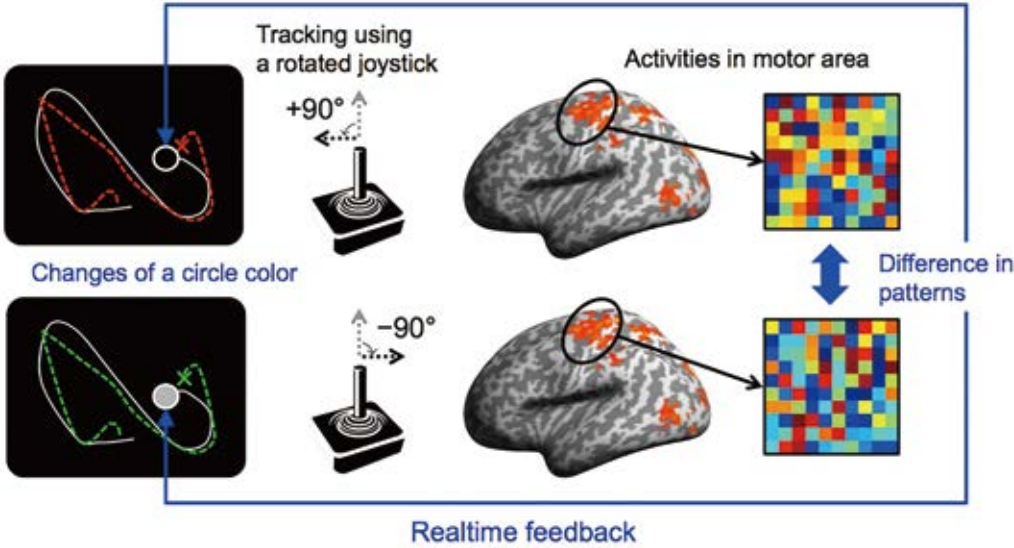 Tracking using
a rotated joystick
Activities in motor area
+90°
Changes of a circle color
Difference in
patterns
−90°
Realtime feedback